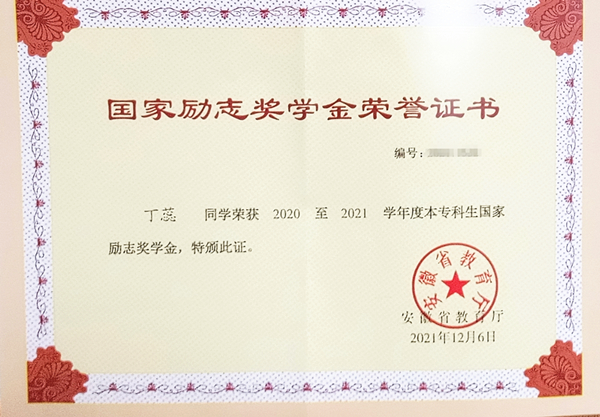 国家励志奖学金荣誉证书
编号：
丁蕊 同学荣获 2020 至 2021 学年度本专科生国家
励志奖学金，特颁此证。
安徽省教育厅
安徽省教育厅
2021年12月6日